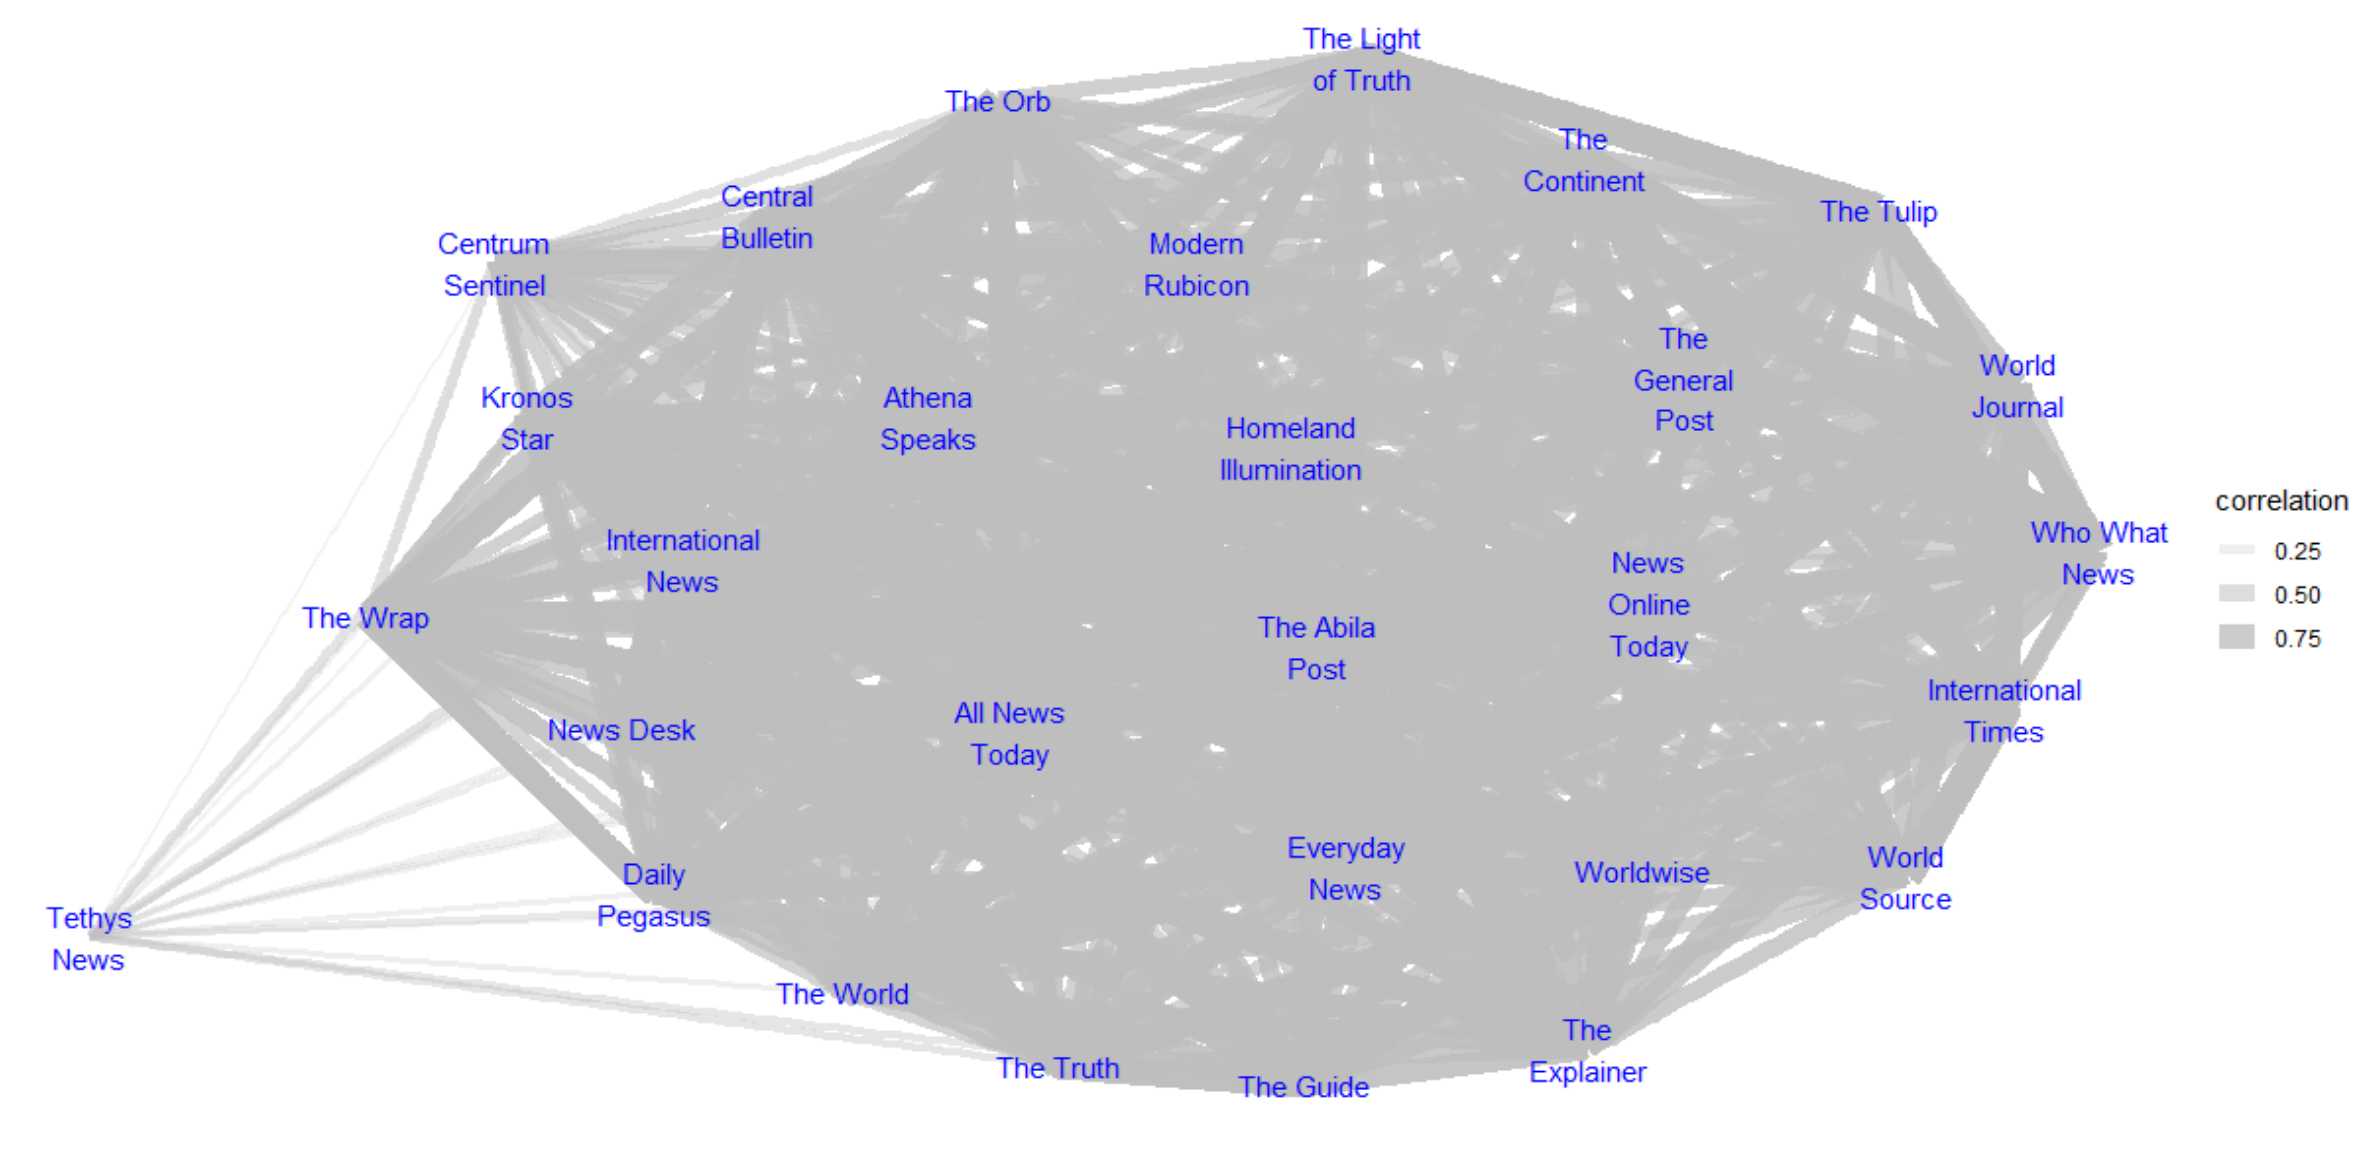 The Light
of Truth
The Orb
The
Continent
Central
Bulletin
The Tulip
Centrum
Sentinel
Modern
Rubicon
The
General
Post
World
Journal
Kronos
Star
Athena
Speaks
Homeland
Illumination
correlation
0.25
0.50
0.75
Who What
News
International
News
News
Online
Today
The Wrap
The Abila
Post
International
Times
News Desk
All News
Today
Everyday
News
Worldwise
World
Source
Daily
Pegasus
Tethys
News
The World
The Truth
The Guide
The
Explainer